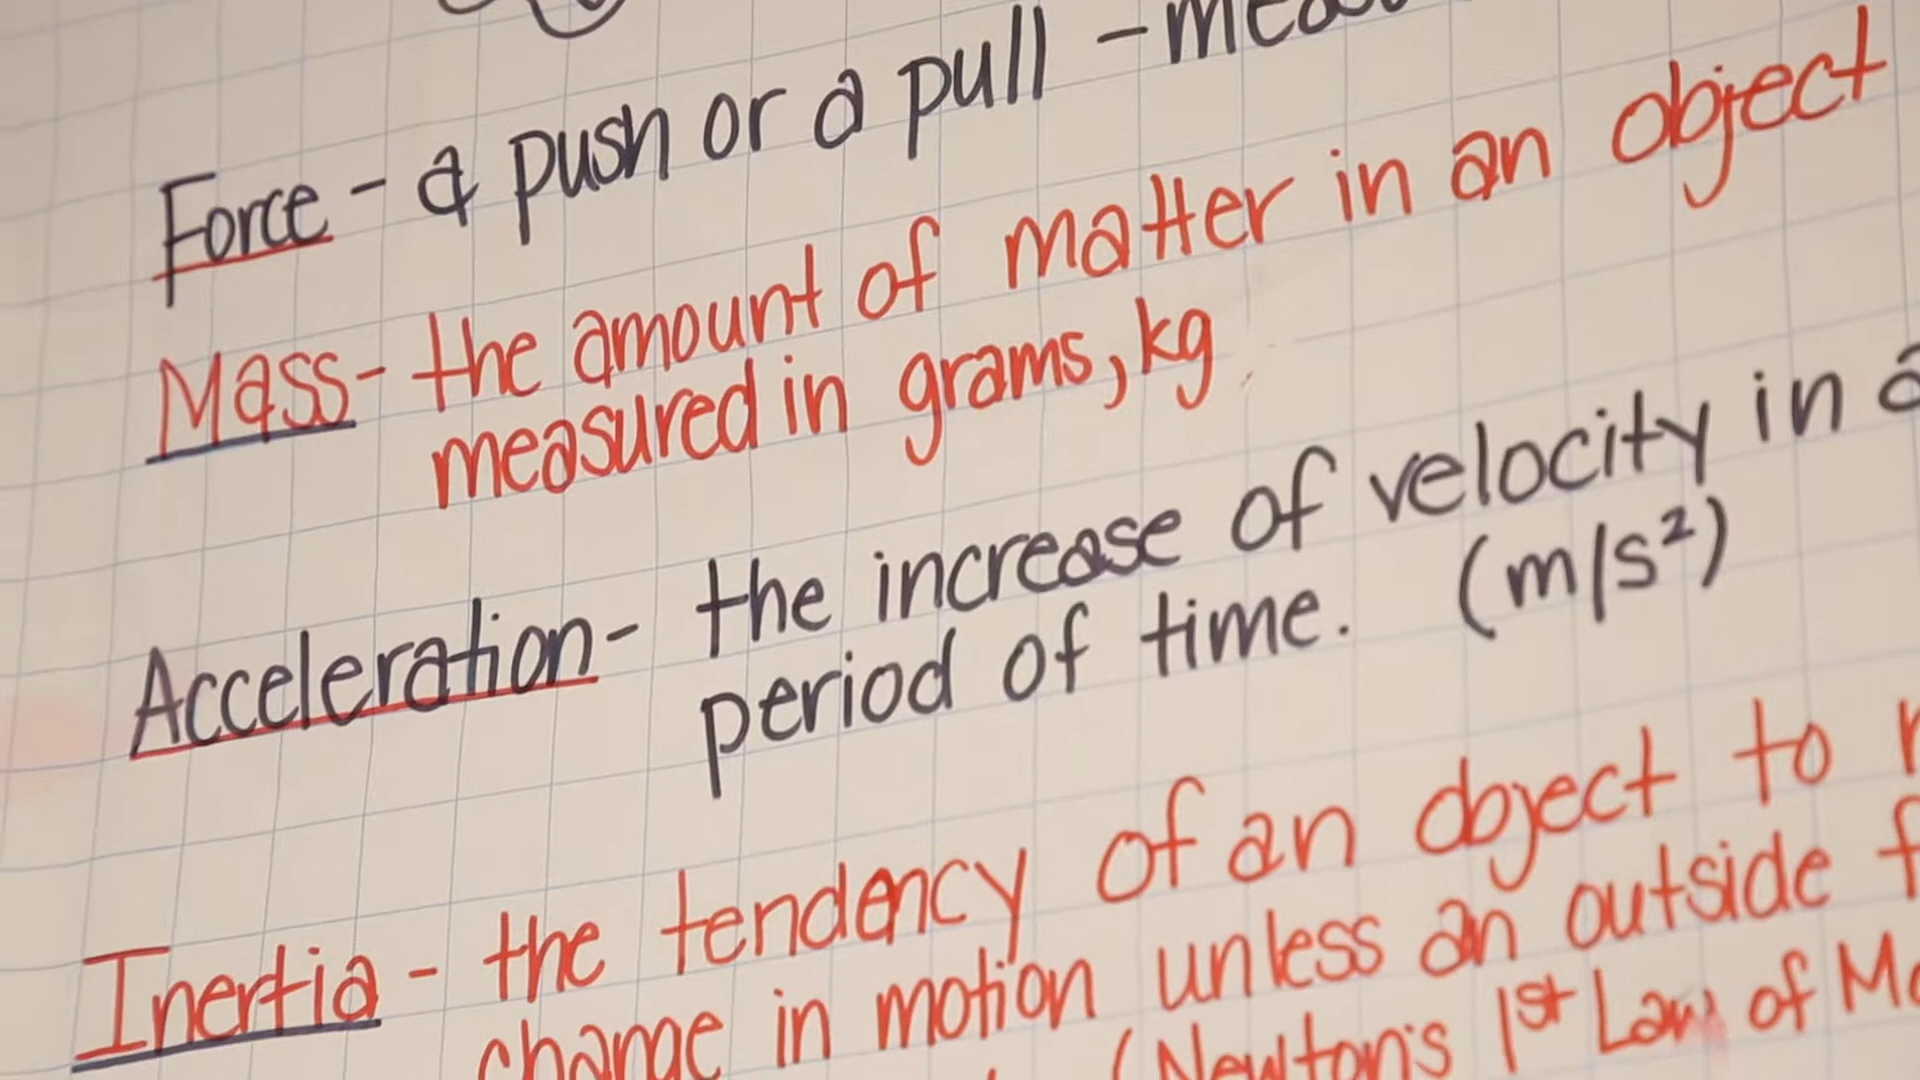 Force - a push or a pull -
Mass - the amount of matter in an object
measured in grams, kg
Acceleration - the increase of velocity in a
period of time. (m/s²)
Inertia - the tendency of an object to
change in motion unless an outside
(Newton's 1st Law of